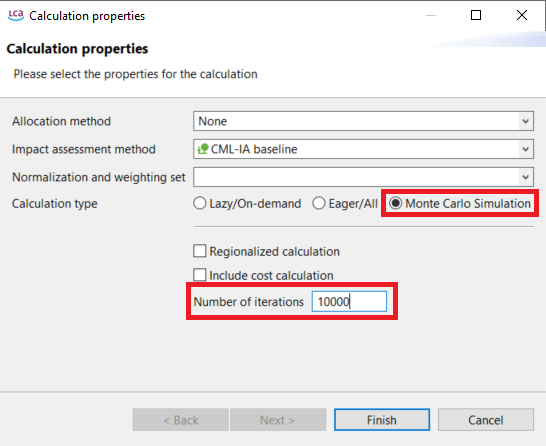 LCA Calculation properties
Calculation properties
Please select the properties for the calculation
Allocation method None
Impact assessment method CML-IA baseline
Normalization and weighting set
Calculation type Lazy/On-demand Eager/All Monte Carlo Simulation
Regionalized calculation
Include cost calculation
Number of iterations 10000
< Back Next > Finish Cancel